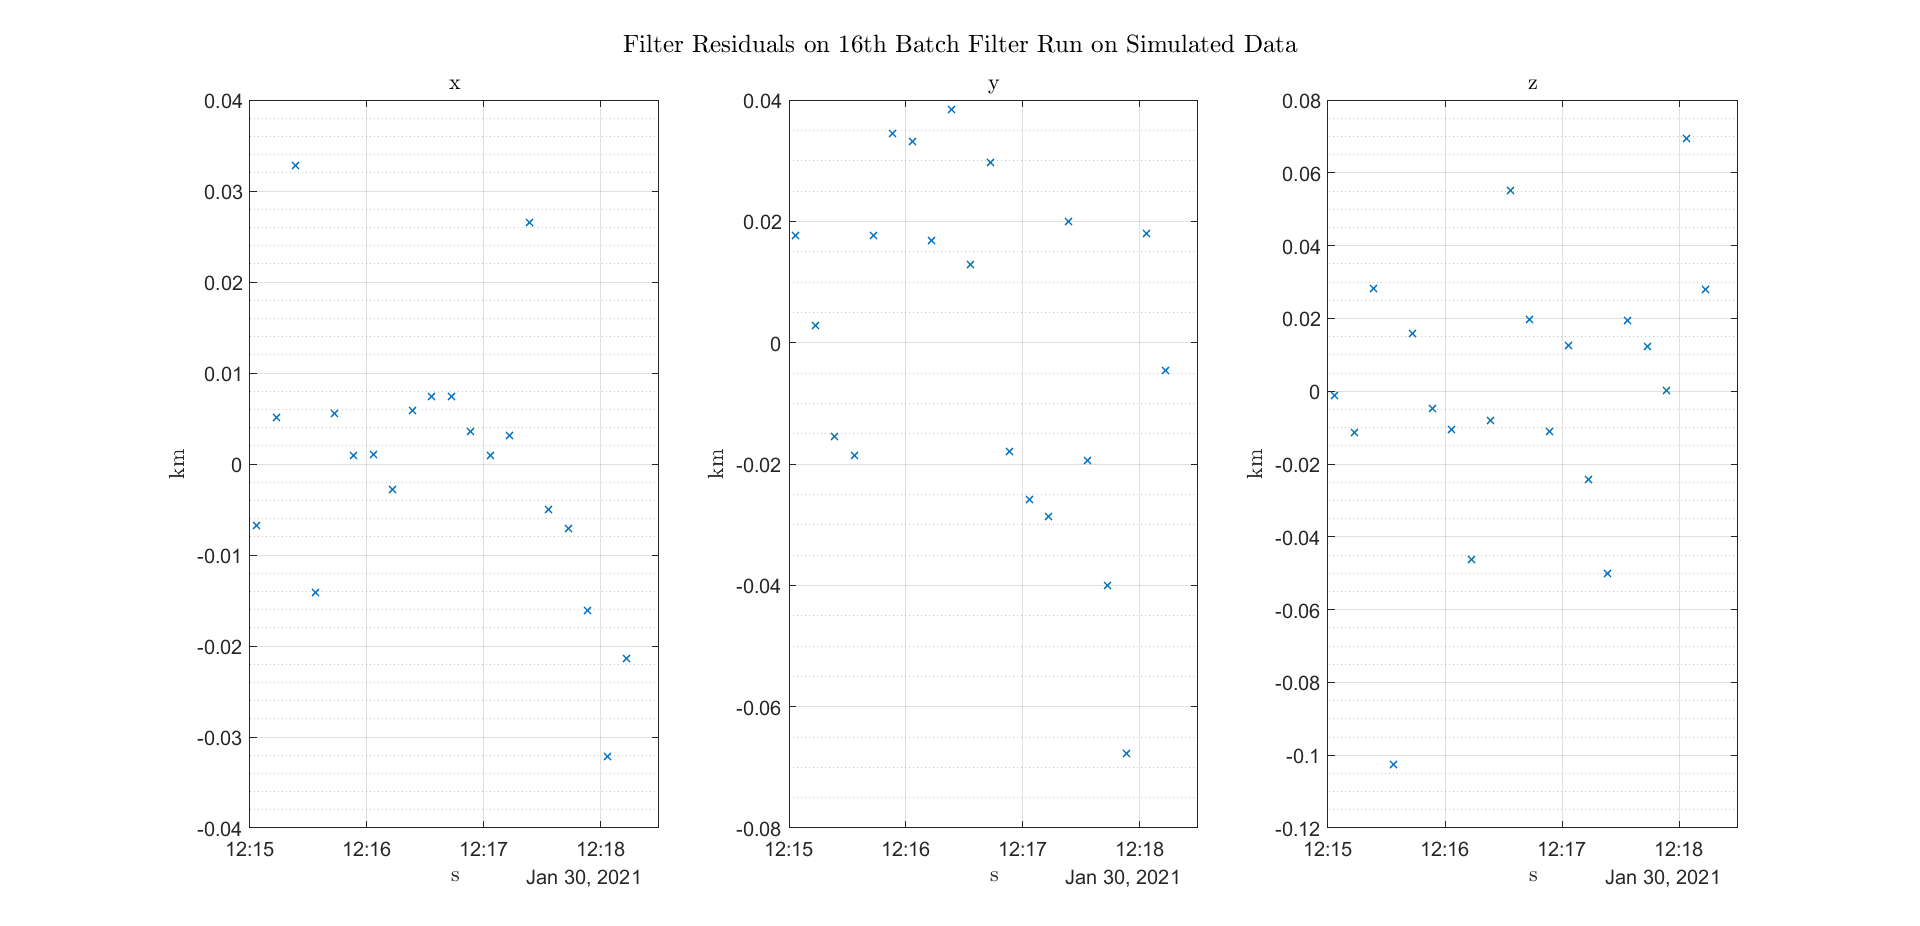 Filter Residuals on 16th Batch Filter Run on Simulated Data
x
0.04
0.03
0.02
0.01
0
-0.01
-0.02
-0.03
-0.04
km
12:15 12:16 12:17 12:18
s
Jan 30, 2021
y
0.04
0.02
0
-0.02
-0.04
-0.06
-0.08
km
12:15 12:16 12:17 12:18
s
Jan 30, 2021
z
0.08
0.06
0.04
0.02
0
-0.02
-0.04
-0.06
-0.08
-0.1
-0.12
km
12:15 12:16 12:17 12:18
s
Jan 30, 2021